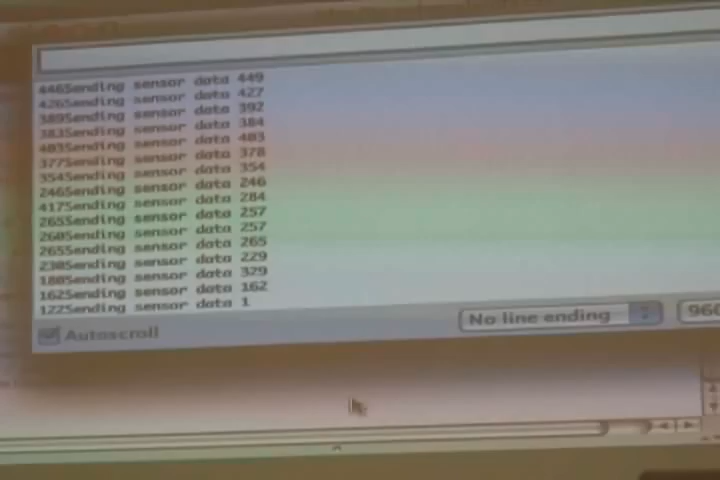 446Sending sensor data 449
426Sending sensor data 427
389Sending sensor data 392
383Sending sensor data 384
403Sending sensor data 403
377Sending sensor data 378
354Sending sensor data 354
246Sending sensor data 246
417Sending sensor data 284
265Sending sensor data 257
260Sending sensor data 257
265Sending sensor data 265
230Sending sensor data 229
180Sending sensor data 329
162Sending sensor data 162
122Sending sensor data 1
Autoscroll
No line ending
960